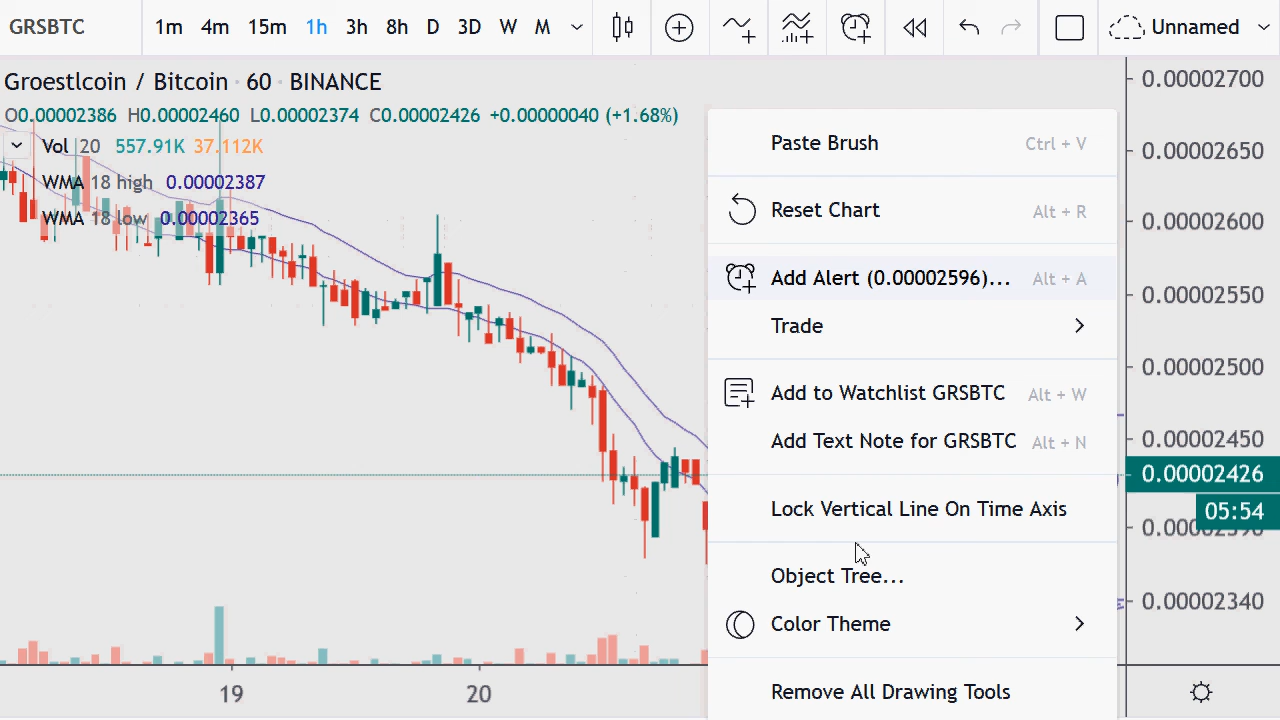 GRSBTC 1m 4m 15m 1h 3h 8h D 3D W M Unnamed
Groestlcoin / Bitcoin · 60 · BINANCE
O0.00002386 H0.00002460 L0.00002374 C0.00002426 +0.00000040 (+1.68%)
Vol 20 557.91K 37.112K
WMA 18 high 0.00002387
WMA 18 low 0.00002365
Paste Brush Ctrl + V
Reset Chart Alt + R
Add Alert (0.00002596)... Alt + A
Trade
Add to Watchlist GRSBTC Alt + W
Add Text Note for GRSBTC Alt + N
Lock Vertical Line On Time Axis
Object Tree...
Color Theme
Remove All Drawing Tools
0.00002700
0.00002650
0.00002600
0.00002550
0.00002500
0.00002450
0.00002426
05:54
0.00002340
19 20